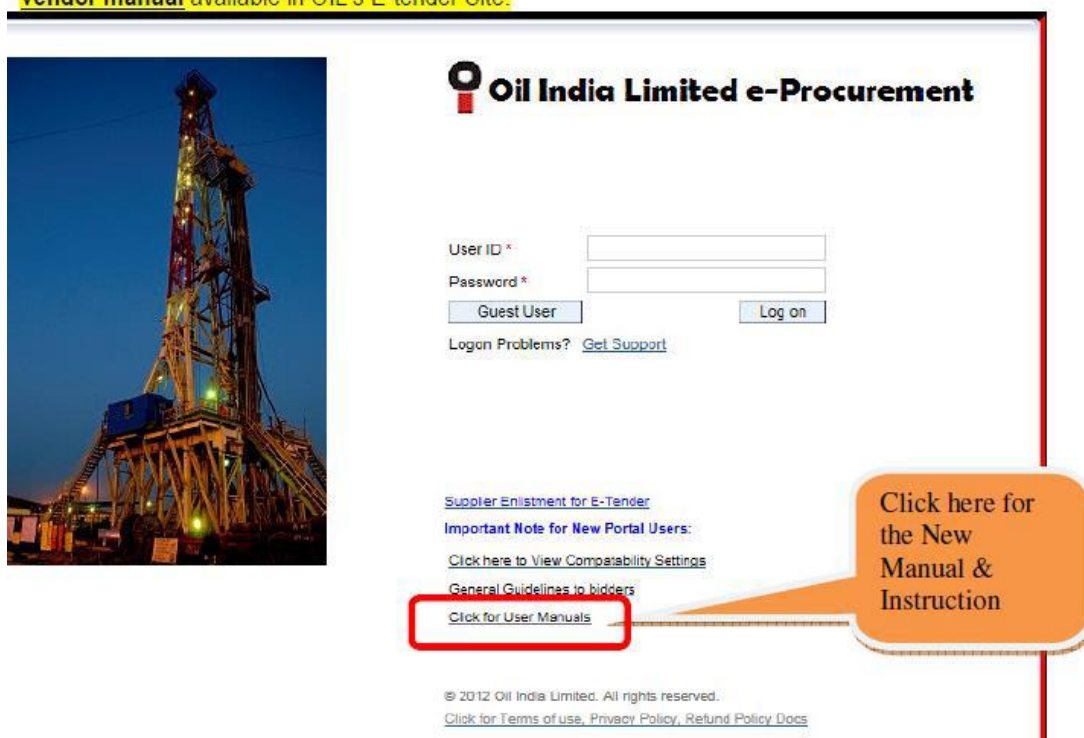 vendor manual available in OIL's E-tender Site.
Oil India Limited e-Procurement
User ID *
Password *
Guest User Log on
Logon Problems? Get Support
Supplier Enlistment for E-Tender
Important Note for New Portal Users:
Click here to View Compatability Settings
General Guidelines to bidders
Click for User Manuals
Click here for
the New
Manual &
Instruction
© 2012 Oil India Limited. All rights reserved.
Click for Terms of use, Privacy Policy, Refund Policy Docs